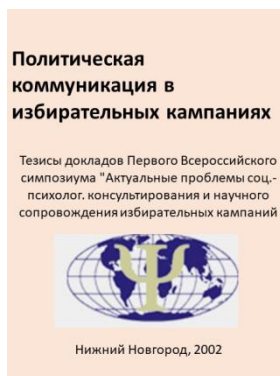 Политическая
коммуникация в
избирательных кампаниях
Тезисы докладов Первого Всероссийского
симпозиума "Актуальные проблемы соц.-
психолог. консультирования и научного
сопровождения избирательных кампаний
Нижний Новгород, 2002